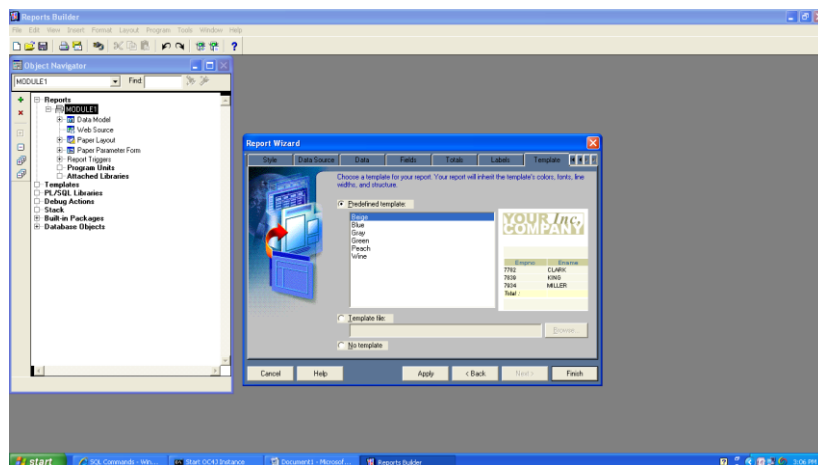 Reports Builder
File Edit View Insert Format Layout Program Tools Window Help
Object Navigator
MODULE1 Find:
Reports
MODULE1
Data Model
Web Source
Paper Layout
Paper Parameter Form
Report Triggers
Program Units
Attached Libraries
Templates
PL/SQL Libraries
Debug Actions
Stack
Built-in Packages
Database Objects
Report Wizard
Style Data Source Data Fields Totals Labels Template
Choose a template for your report. Your report will inherit the template's colors, fonts, line
widths, and structure.
Predefined template:
Beige
Blue
Gray
Green
Peach
Wine
YOUR Inc,
COMPANY
Empno Ename
7782 CLARK
7839 KING
7934 MILLER
Total :
Template file:
Browse...
No template
Cancel Help Apply < Back Next > Finish
start SQL Commands - Win... Start OC4J Instance Document1 - Microsof... Reports Builder 3:06 PM